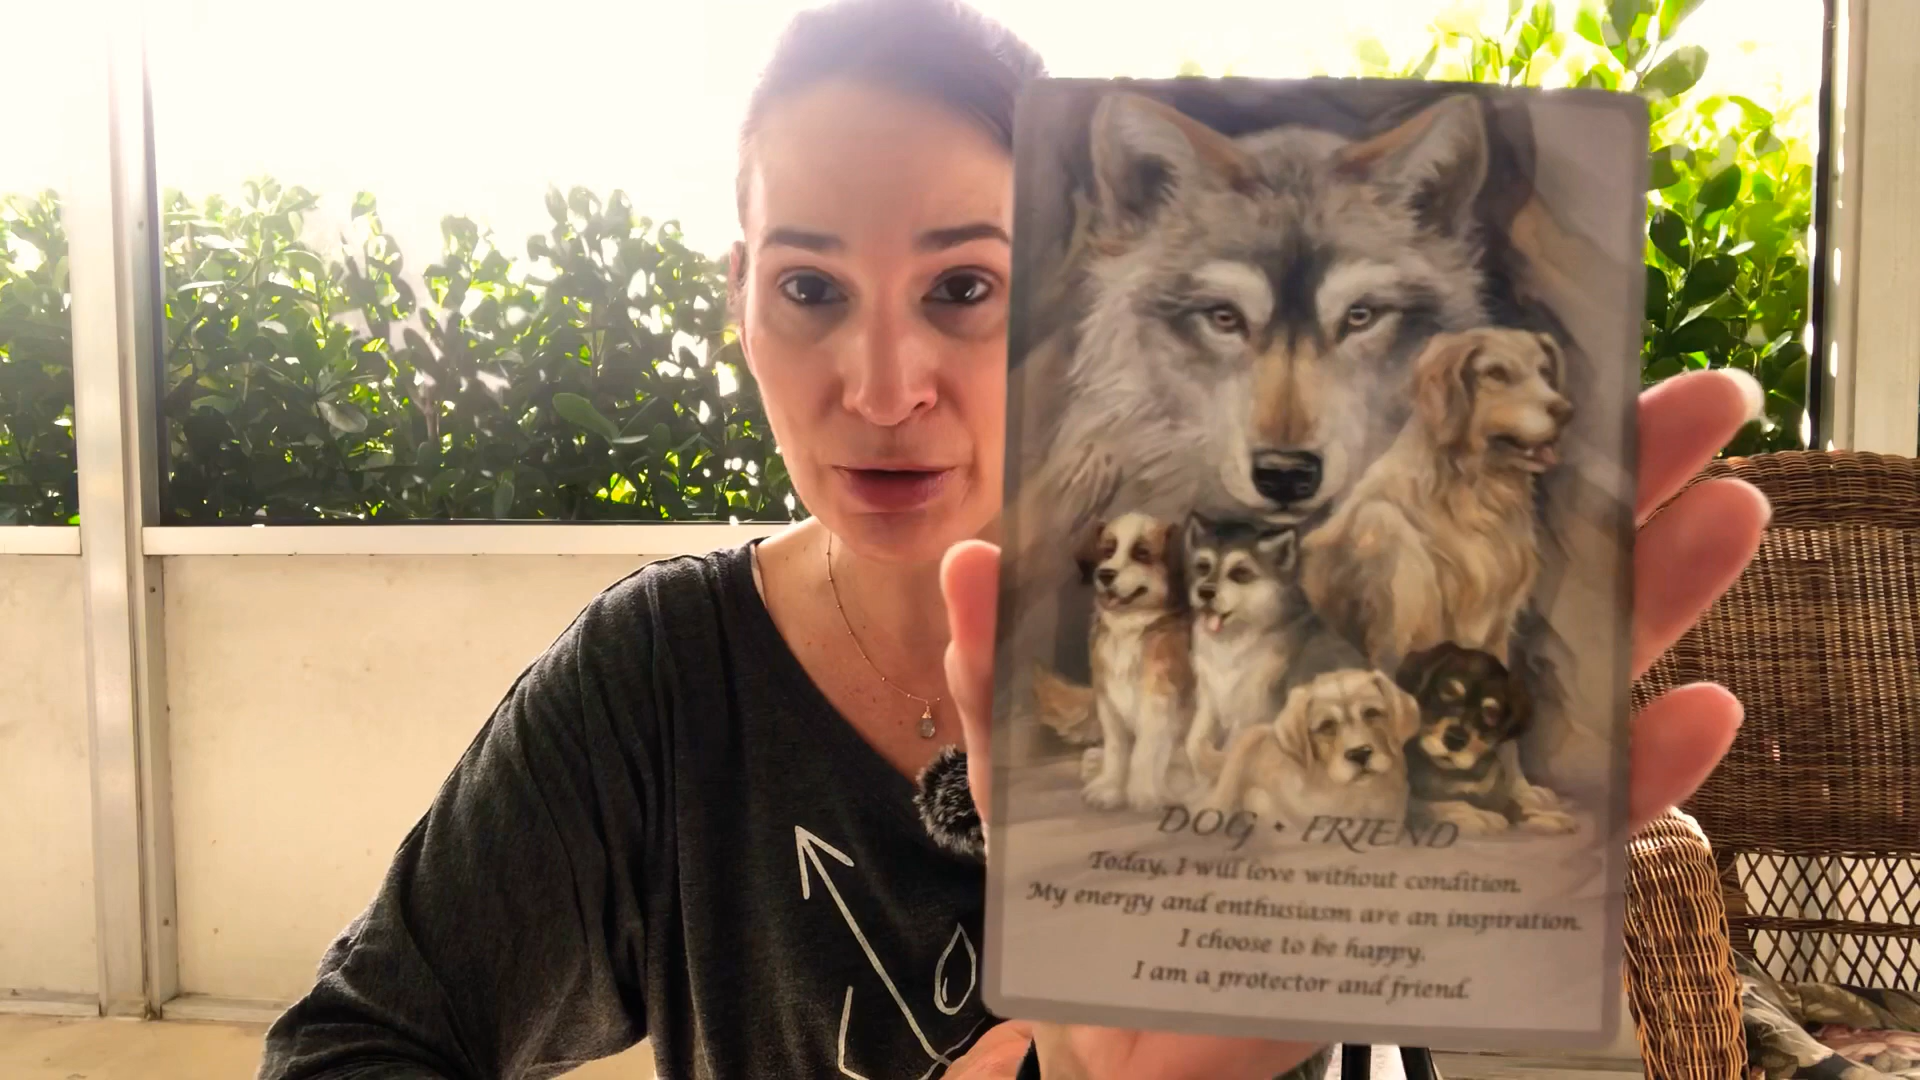 DOG • FRIEND
Today, I will love without condition.
My energy and enthusiasm are an inspiration.
I choose to be happy.
I am a protector and friend.